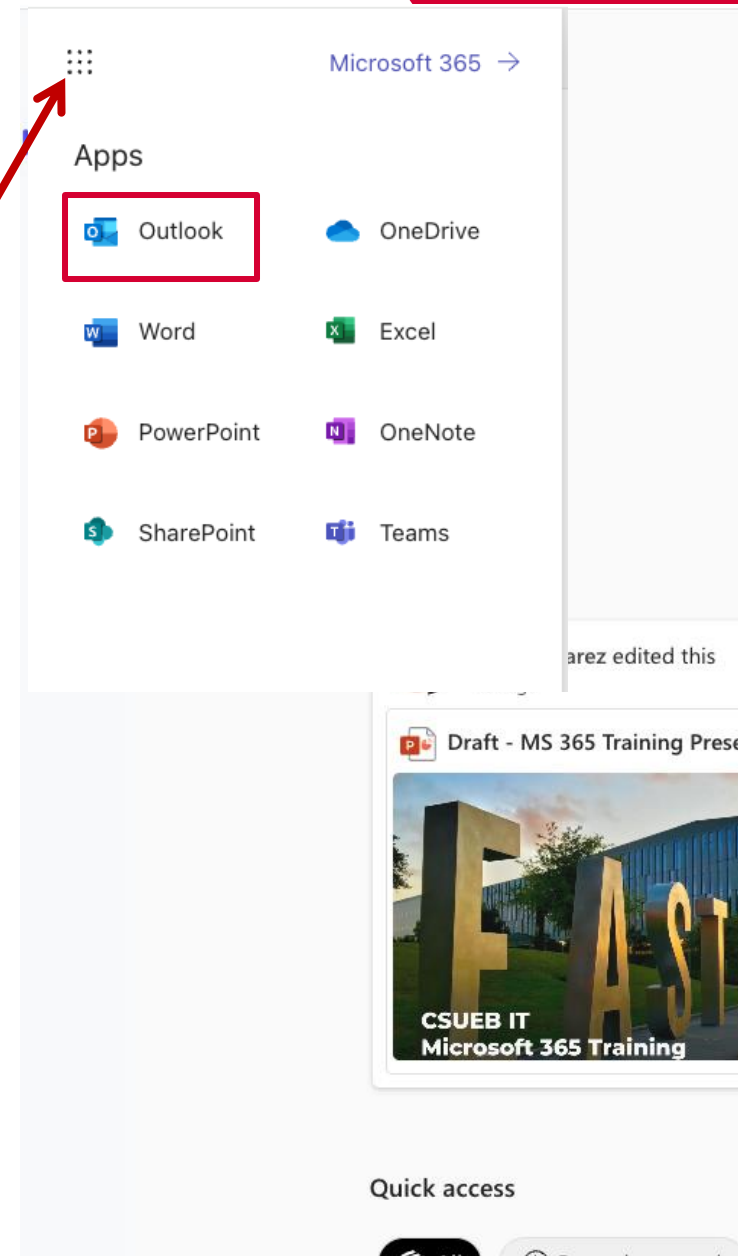 Microsoft 365 →
Apps
Outlook
OneDrive
Word
Excel
PowerPoint
OneNote
SharePoint
Teams
arez edited this
Draft - MS 365 Training Prese
EAST
CSUEB IT
Microsoft 365 Training
Quick access